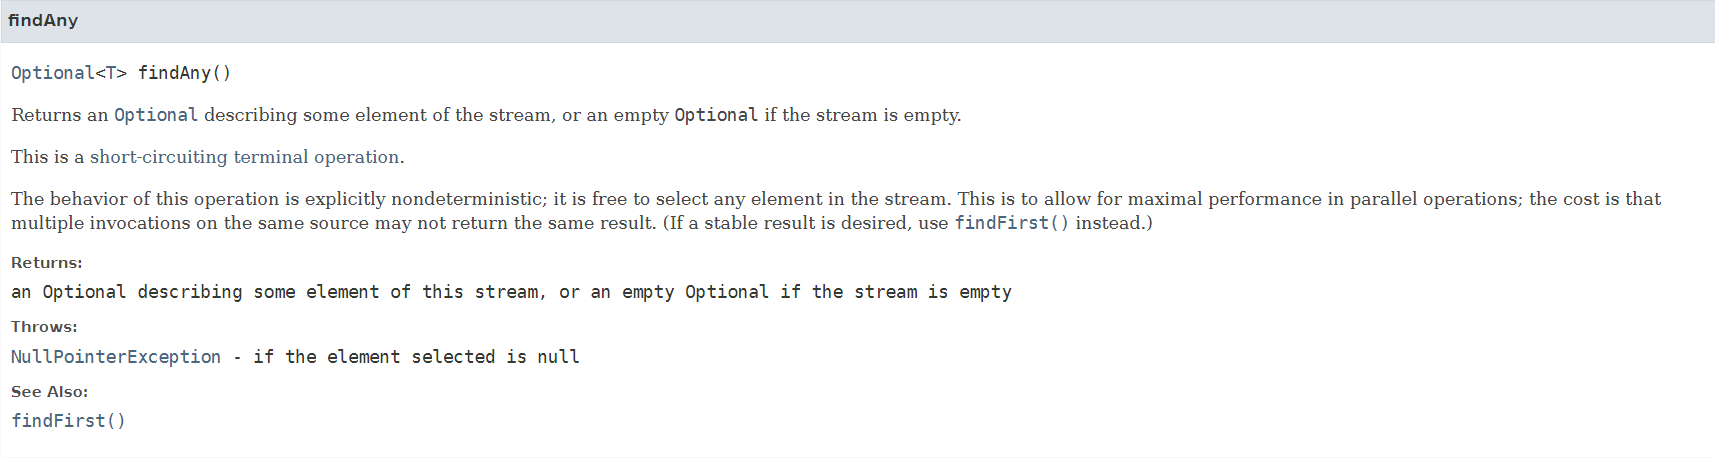 findAny
Optional<T> findAny()
Returns an Optional describing some element of the stream, or an empty Optional if the stream is empty.
This is a short-circuiting terminal operation.
The behavior of this operation is explicitly nondeterministic; it is free to select any element in the stream. This is to allow for maximal performance in parallel operations; the cost is that
multiple invocations on the same source may not return the same result. (If a stable result is desired, use findFirst() instead.)
Returns:
an Optional describing some element of this stream, or an empty Optional if the stream is empty
Throws:
NullPointerException - if the element selected is null
See Also:
findFirst()